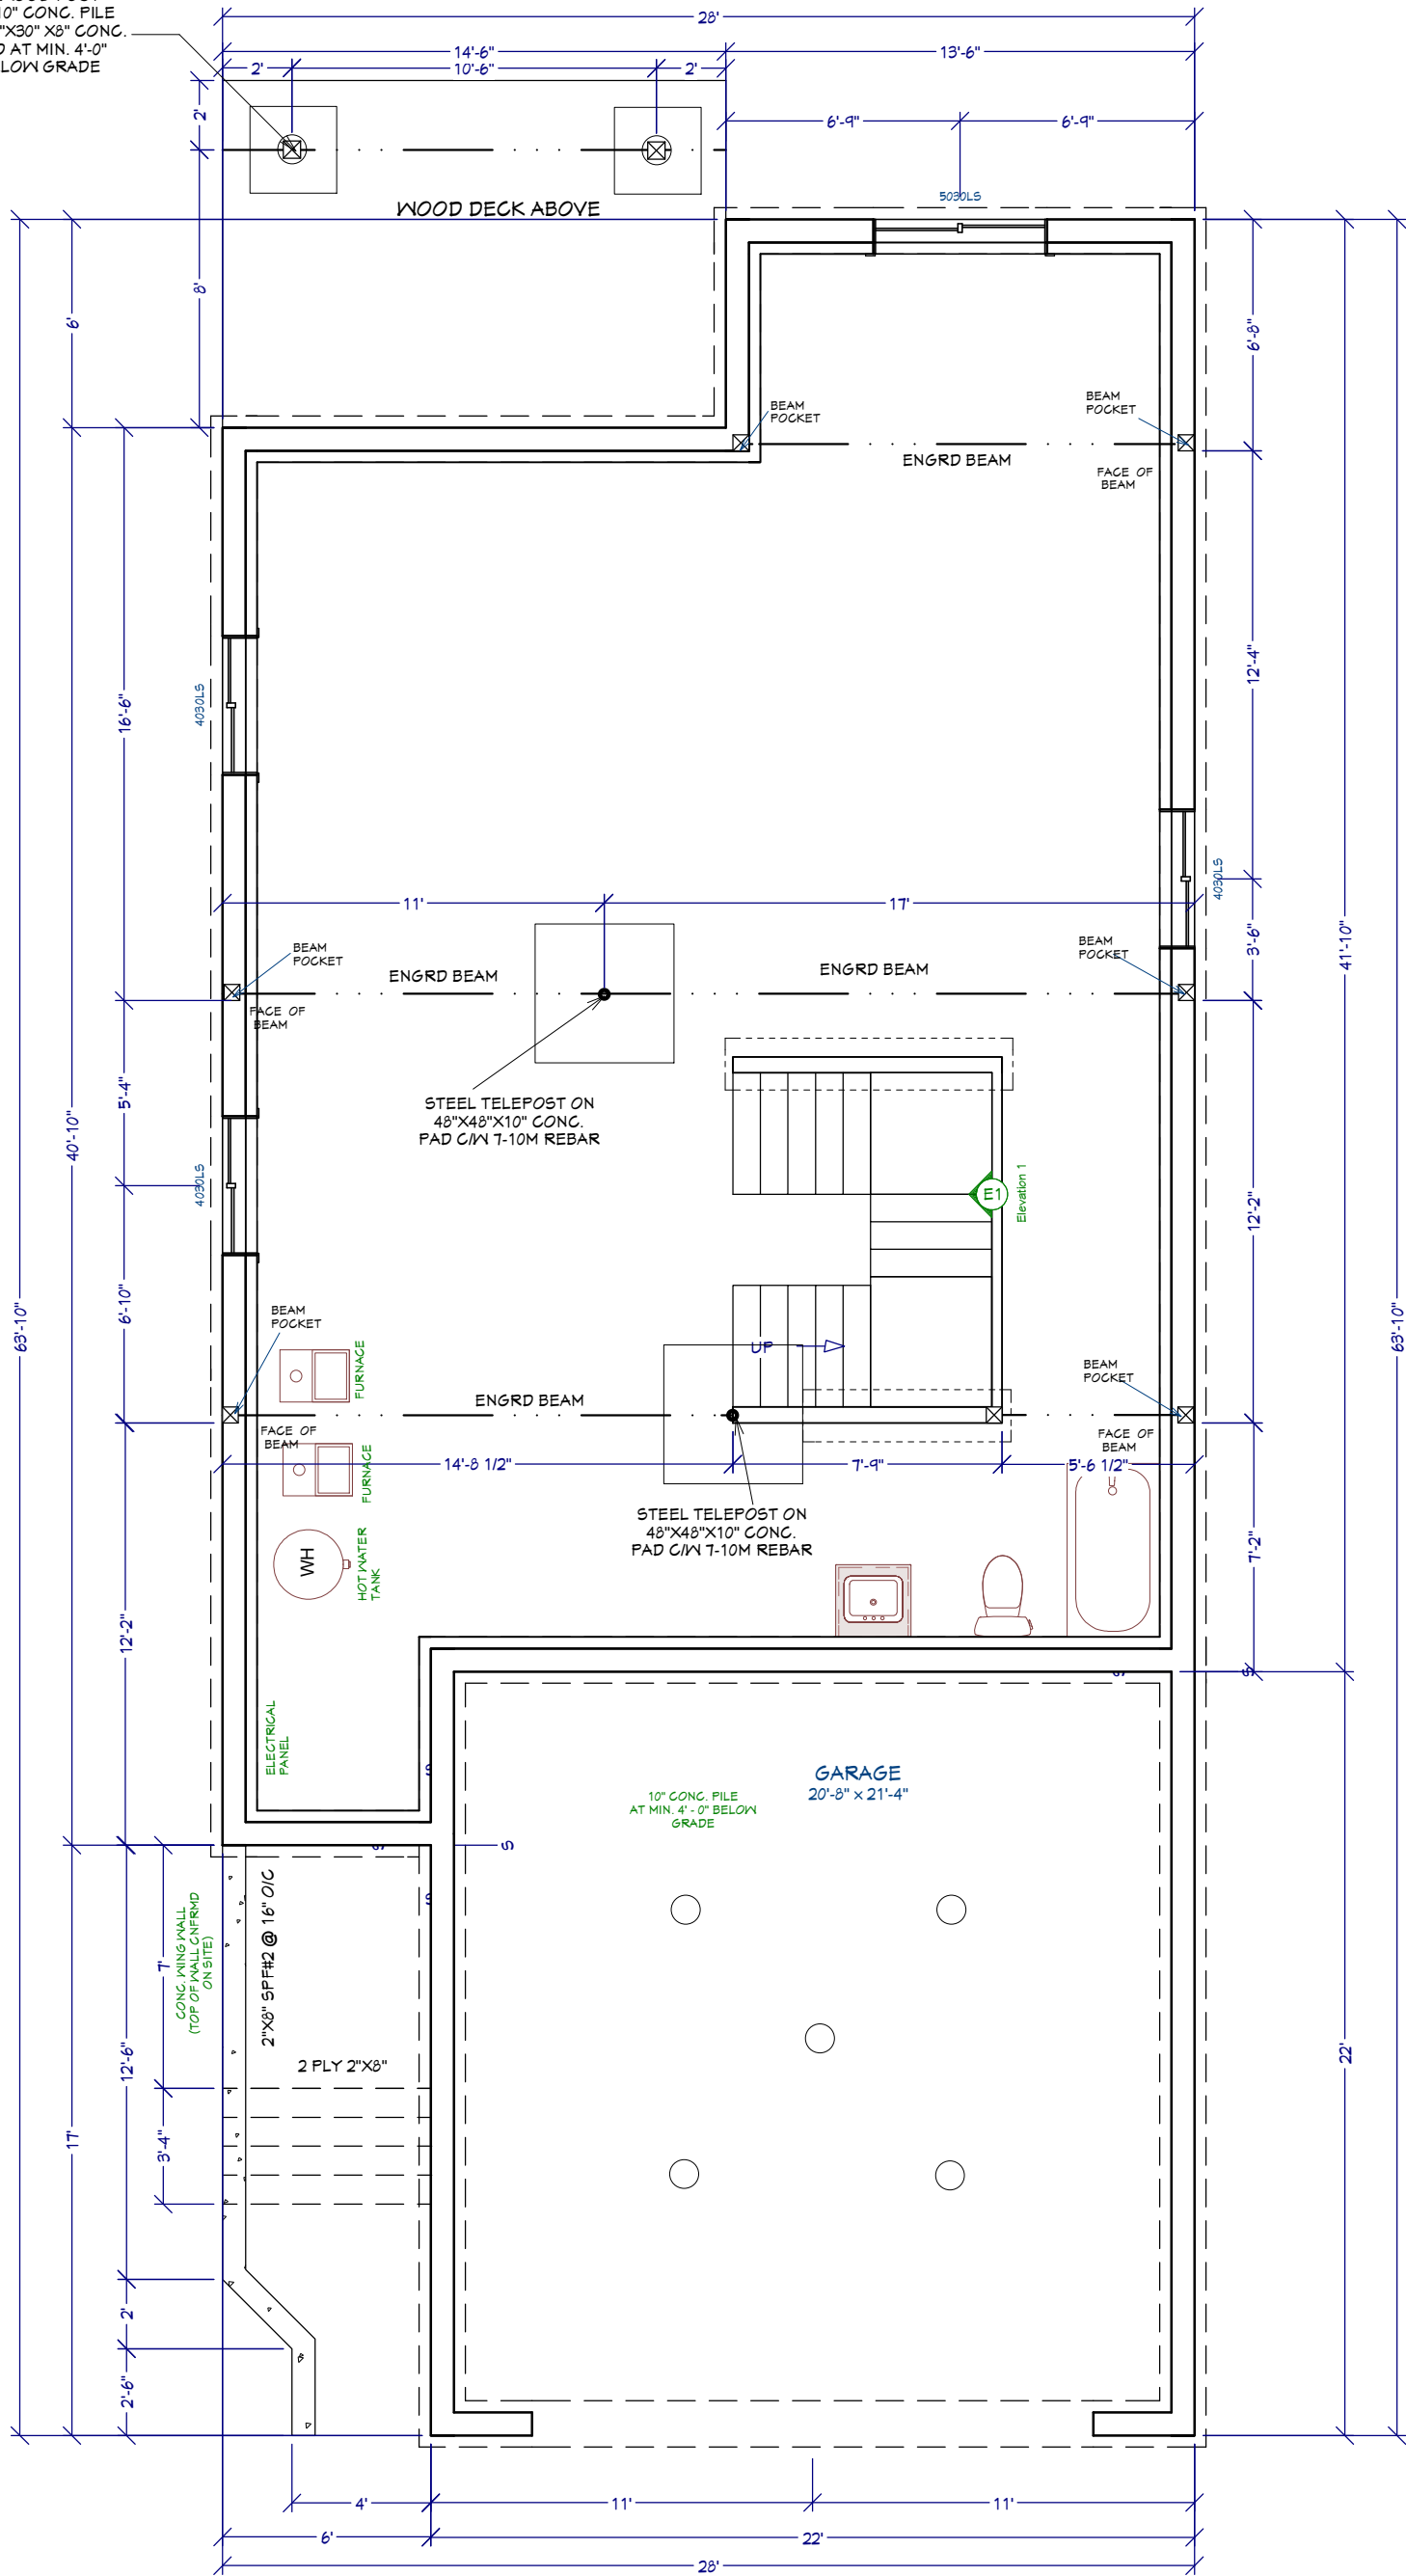 10" CONC. PILE
"X30" X8" CONC.
AT MIN. 4'-0"
LOW GRADE
28'
14'-6"
13'-6"
2'
10'-6"
2'
6'-9"
6'-9"
2'
8'
5030LS
WOOD DECK ABOVE
6'
6'-8"
BEAM
POCKET
BEAM
POCKET
ENGRD BEAM
FACE OF
BEAM
16'-6"
4030LS
12'-4"
4030LS
11'
17'
3'-6"
41'-10"
BEAM
POCKET
BEAM
POCKET
ENGRD BEAM
ENGRD BEAM
FACE OF
BEAM
STEEL TELEPOST ON
48"X48"X10" CONC.
PAD C/W 7-10M REBAR
5'-4"
40'-10"
4030LS
E1
Elevation 1
12'-2"
63'-10"
63'-10"
6'-10"
BEAM
POCKET
UP
FURNACE
BEAM
POCKET
ENGRD BEAM
FACE OF
BEAM
FACE OF
BEAM
14'-8 1/2"
7'-9"
5'-6 1/2"
FURNACE
STEEL TELEPOST ON
48"X48"X10" CONC.
PAD C/W 7-10M REBAR
7'-2"
WH
HOT WATER
TANK
12'-2"
S
S
ELECTRICAL
PANEL
S
GARAGE
20'-8" x 21'-4"
10" CONC. PILE
AT MIN. 4' - 0" BELOW
GRADE
S
S
S
CONC. WING WALL
(TOP OF WALL CNFRMD
ON SITE)
2"X8" SPF#2 @ 16" O/C
7'
12'-6"
2 PLY 2"X8"
22'
17'
3'-4"
2'
2'-6"
4'
11'
11'
6'
22'
28'